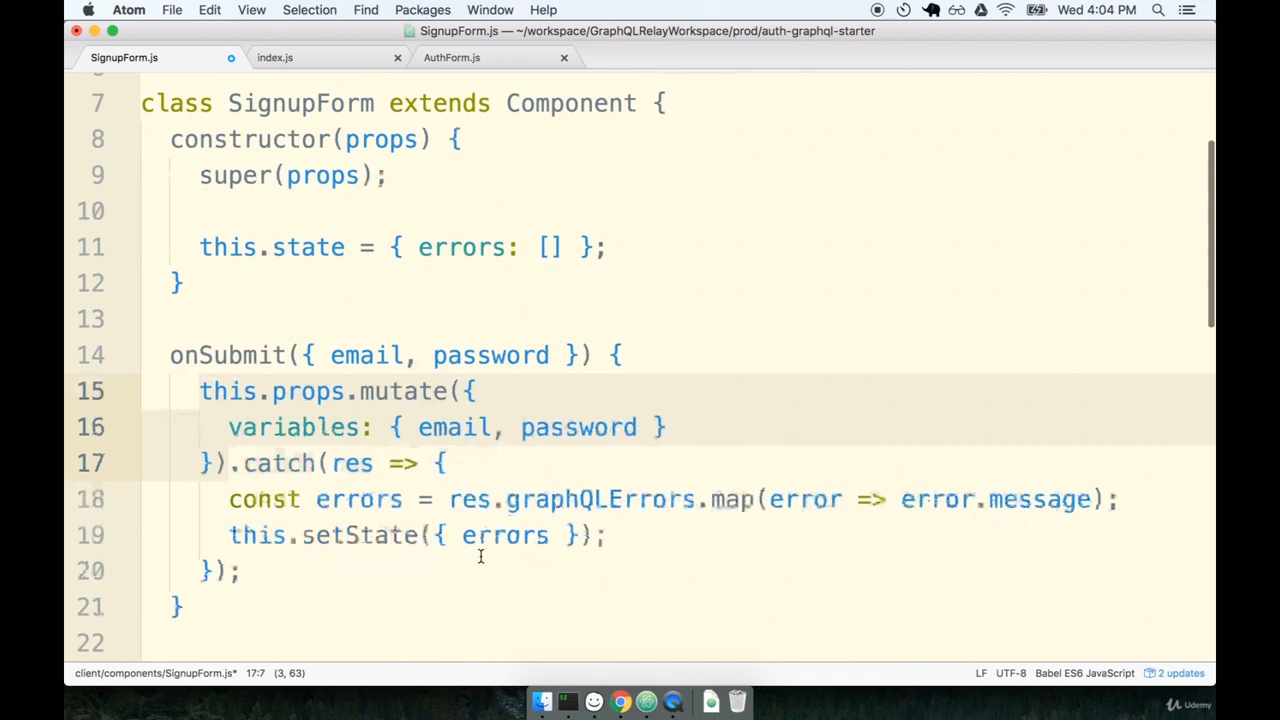 Atom File Edit View Selection Find Packages Window Help Wed 4:04 PM
SignupForm.js — ~/workspace/GraphQLRelayWorkspace/prod/auth-graphql-starter
SignupForm.js index.js AuthForm.js
7 class SignupForm extends Component {
8 constructor(props) {
9 super(props);
10
11 this.state = { errors: [] };
12 }
13
14 onSubmit({ email, password }) {
15 this.props.mutate({
16 variables: { email, password }
17 }).catch(res => {
18 const errors = res.graphQLErrors.map(error => error.message);
19 this.setState({ errors });
20 });
21 }
22
client/components/SignupForm.js* 17:7 (3, 63) LF UTF-8 Babel ES6 JavaScript 2 updates
Udemy